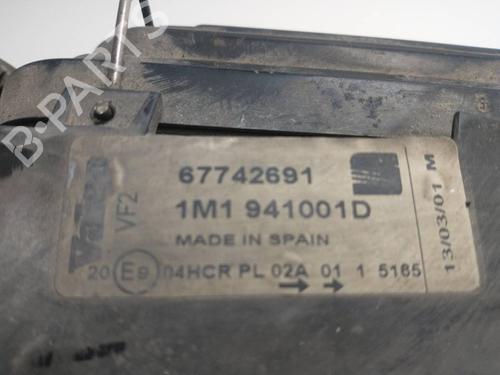 B-PARTS
Valeo
VF2
67742691
1M1 941001D
MADE IN SPAIN
20 E9 04HCR PL 02A 01 1 5165
13/03/01 M